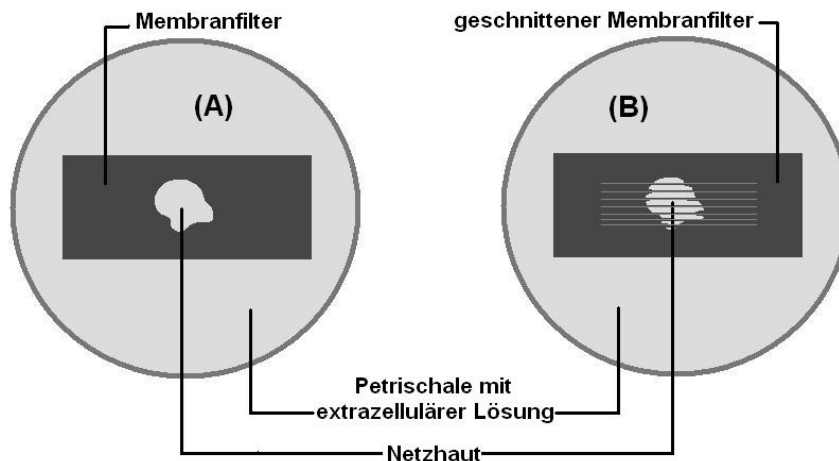 Membranfilter
geschnittener Membranfilter
(A)
(B)
Petrischale mit
extrazellulärer Lösung
Netzhaut